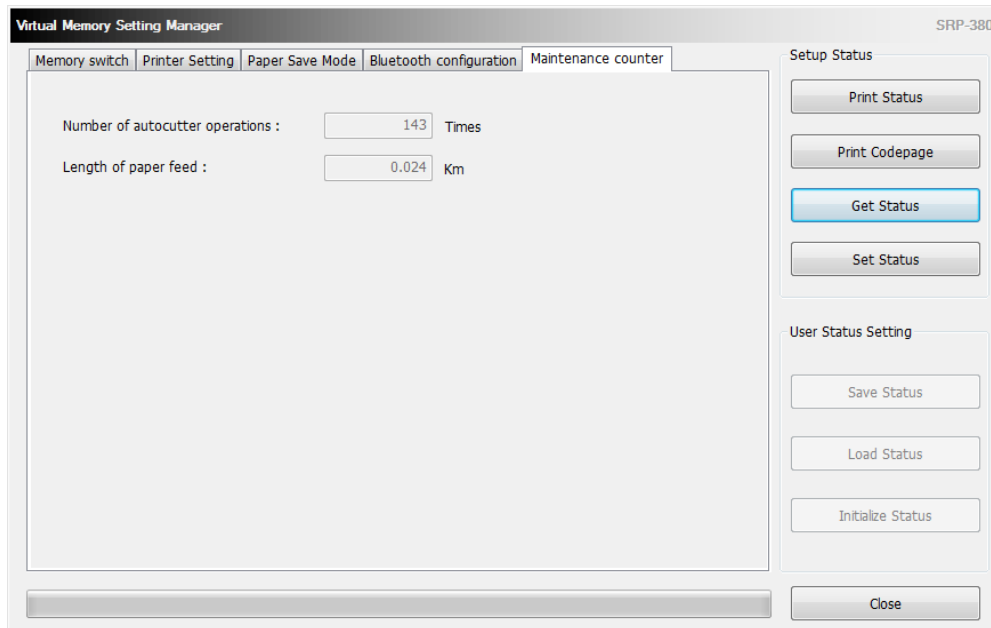 Virtual Memory Setting Manager SRP-380
Memory switch Printer Setting Paper Save Mode Bluetooth configuration Maintenance counter
Number of autocutter operations : 143 Times
Length of paper feed : 0.024 Km
Setup Status
Print Status
Print Codepage
Get Status
Set Status
User Status Setting
Save Status
Load Status
Initialize Status
Close